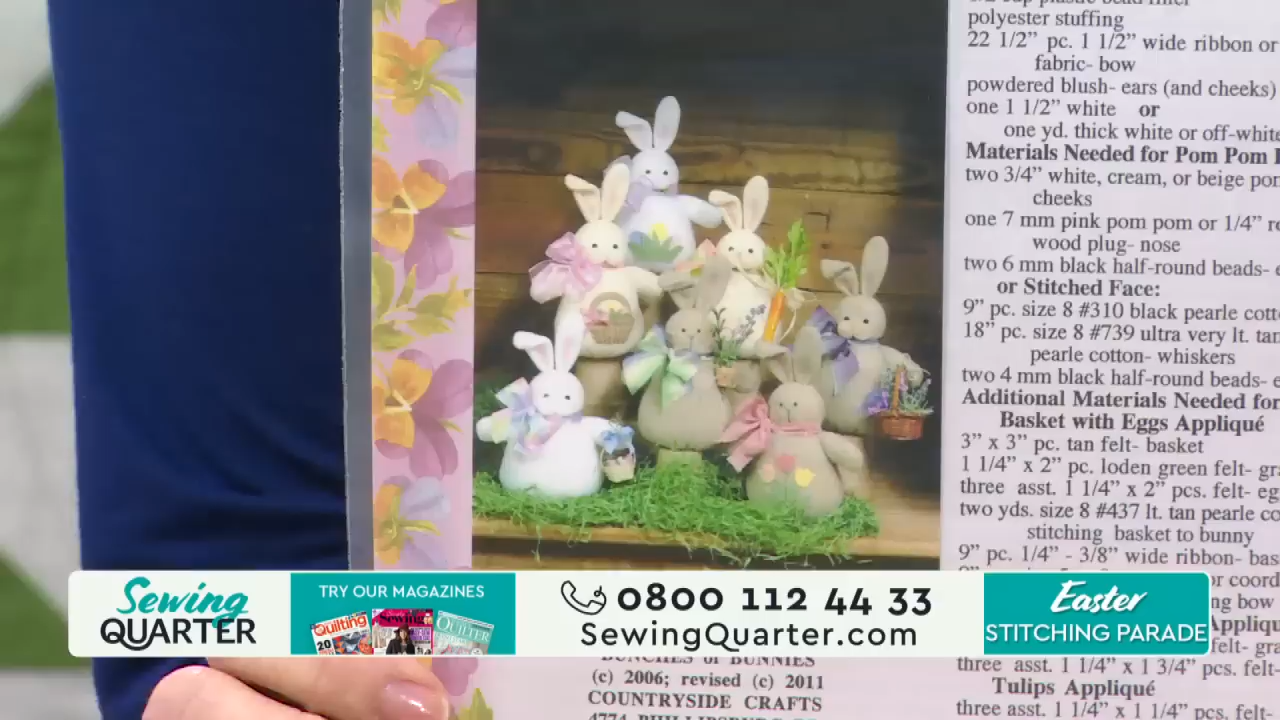 polyester stuffing
22 1/2” pc. 1 1/2” wide ribbon or
fabric- bow
powdered blush- ears (and cheeks)
one 1 1/2” white or
one yd. thick white or off-white
Materials Needed for Pom Pom
two 3/4” white, cream, or beige
cheeks
one 7 mm pink pom pom or 1/4”
wood plug- nose
two 6 mm black half-round beads-
or Stitched Face:
9” pc. size 8 #310 black pearle
18” pc. size 8 #739 ultra very lt. tan
pearle cotton- whiskers
two 4 mm black half-round beads-
Additional Materials Needed for
Basket with Eggs Appliqué
3” x 3” pc. tan felt- basket
1 1/4” x 2” pc. loden green felt-
three asst. 1 1/4” x 2” pcs. felt-
two yds. size 8 #437 lt. tan pearle
stitching basket to bunny
9” pc. 1/4” - 3/8” wide ribbon-
or
bow
three asst. 1 1/4” x 1 3/4” pcs. felt-
Tulips Appliqué
three asst. 1 1/4” x 1 1/4” pcs. felt-
BUNCHES of BUNNIES
(c) 2006; revised (c) 2011
COUNTRYSIDE CRAFTS
Sewing
QUARTER
TRY OUR MAGAZINES
Quilting
20
Sewing
QUILTER
0800 112 44 33
SewingQuarter.com
Easter
STITCHING PARADE